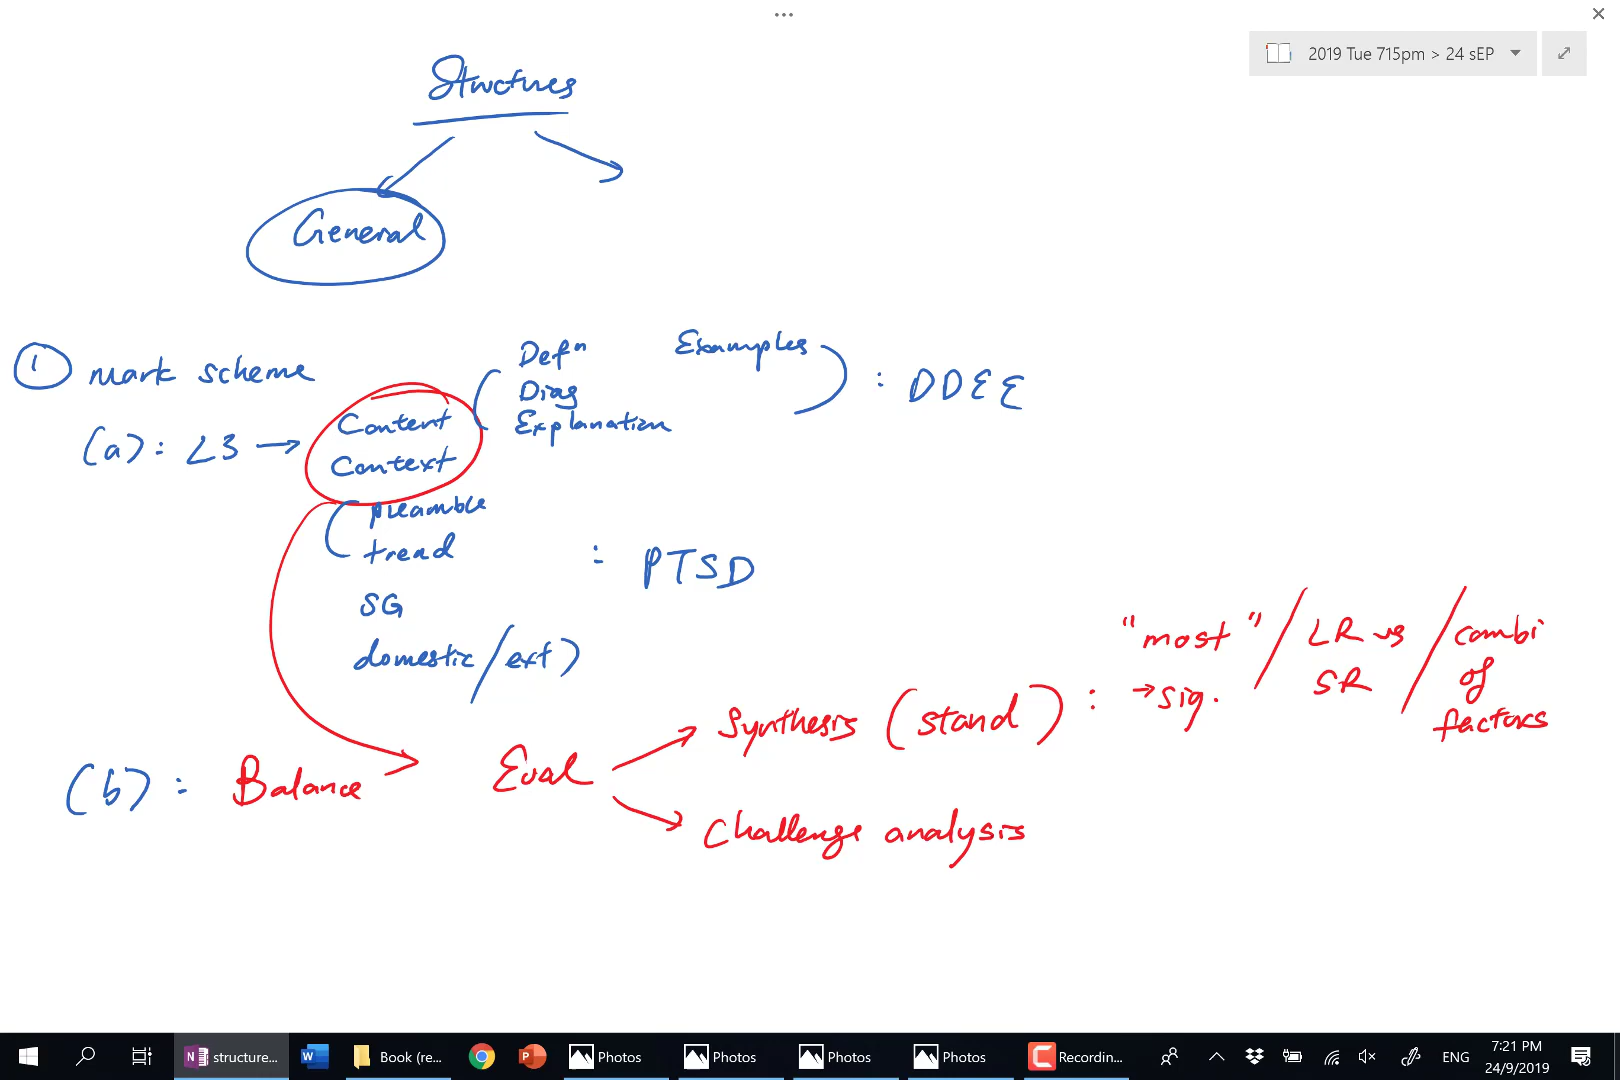 2019 Tue 715pm > 24 sEP
Structures
General
① mark scheme
(a): L3 → Content
Context
Defn
Diag
Explanation
Examples
: DDEE
preamble
trend
SG
domestic/ext)
: PTSD
(b): Balance
Eval
Synthesis (stand) :
"most"
→ sig.
/ LR vs
SR
/ combi
of
factors
Challenge analysis
structure...
Book (re...
Photos
Photos
Photos
Photos
Recordin...
ENG
7:21 PM
24/9/2019